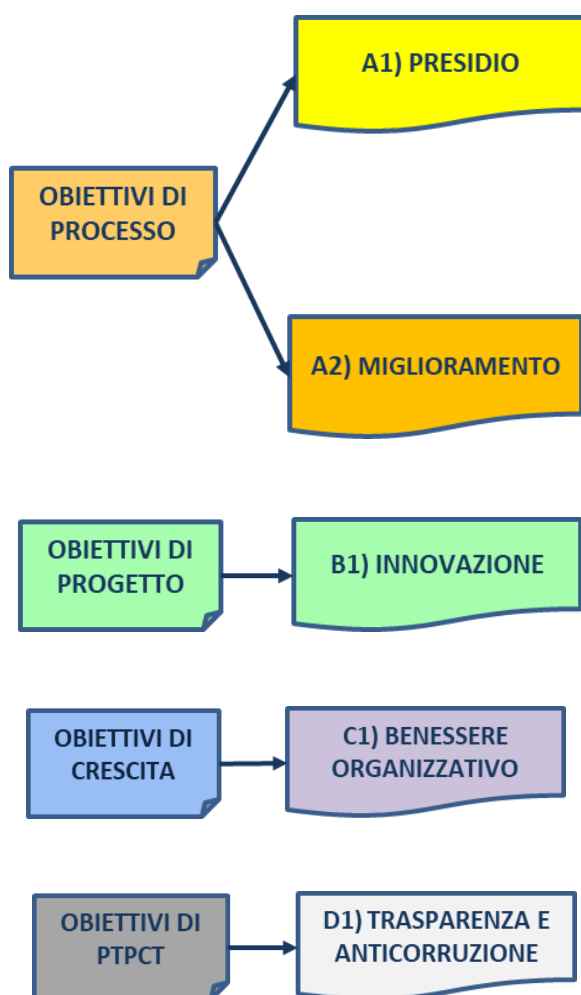 A1) PRESIDIO
OBIETTIVI DI
PROCESSO
A2) MIGLIORAMENTO
OBIETTIVI DI
PROGETTO
B1) INNOVAZIONE
OBIETTIVI DI
CRESCITA
C1) BENESSERE
ORGANIZZATIVO
OBIETTIVI DI
PTPCT
D1) TRASPARENZA E
ANTICORRUZIONE